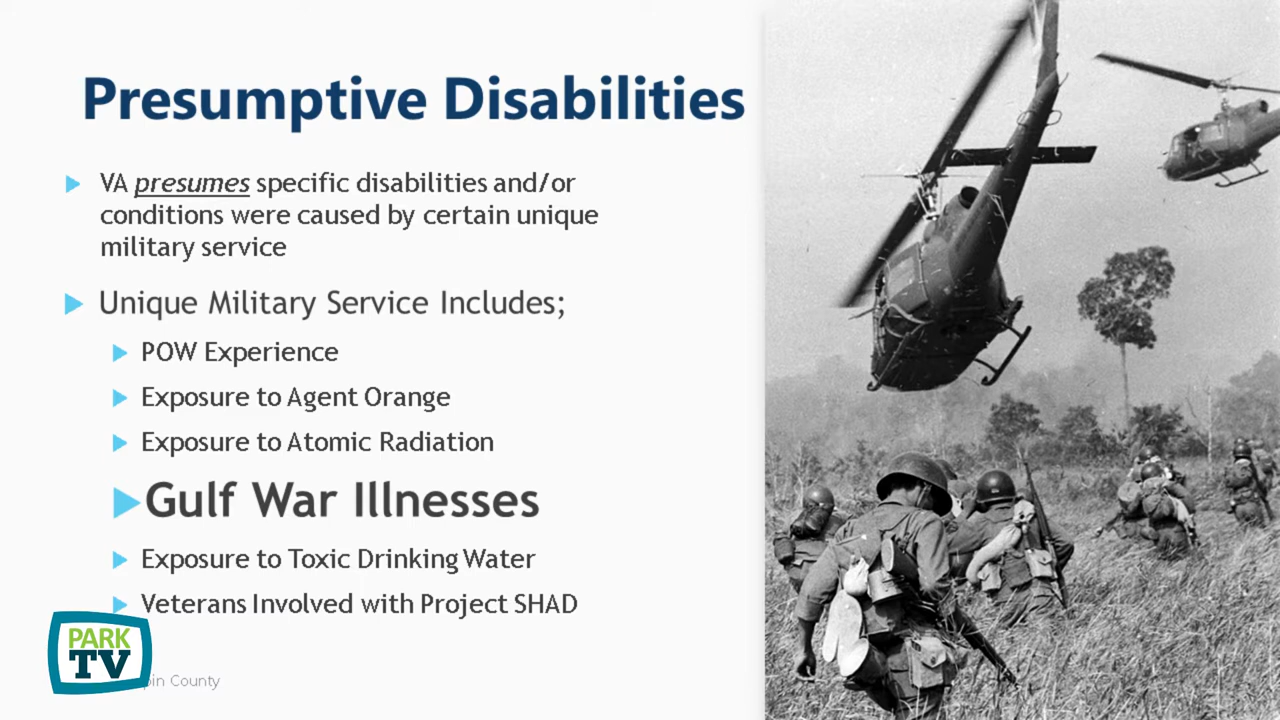 Presumptive Disabilities
VA presumes specific disabilities and/or
conditions were caused by certain unique
military service
Unique Military Service Includes;
POW Experience
Exposure to Agent Orange
Exposure to Atomic Radiation
Gulf War Illnesses
Exposure to Toxic Drinking Water
Veterans Involved with Project SHAD
PARK
TV
County